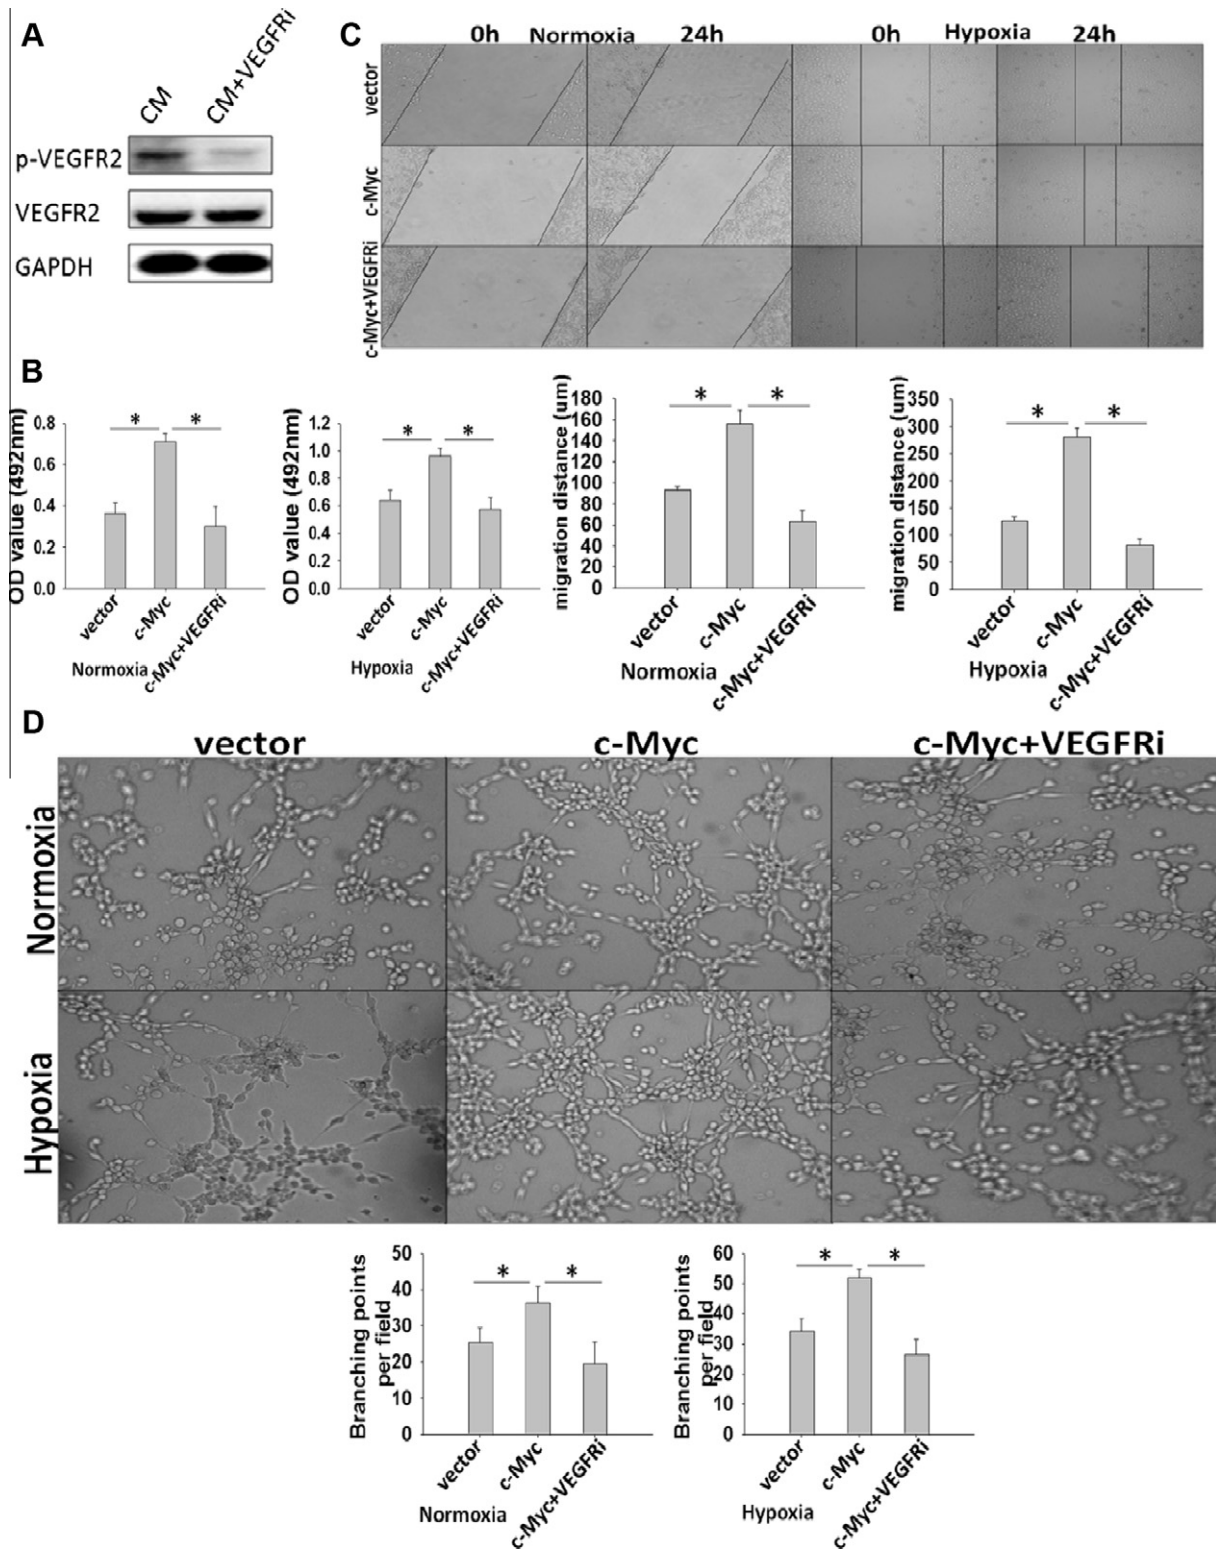 A
CM
CM+VEGFRi
p-VEGFR2
VEGFR2
GAPDH
C
0h Normoxia 24h 0h Hypoxia 24h
vector
c-Myc
c-Myc+VEGFRi
B
OD value (492nm)
0.8
0.6
0.4
0.2
0.0
* *
vector
c-Myc
c-Myc+VEGFRi
Normoxia
OD value (492nm)
1.2
1.0
0.8
0.6
0.4
0.2
0.0
* *
vector
c-Myc
c-Myc+VEGFRi
Hypoxia
migration distance (um)
180
160
140
120
100
80
60
40
20
0
* *
vector
c-Myc
c-Myc+VEGFRi
Normoxia
migration distance (um)
350
300
250
200
150
100
50
0
* *
vector
c-Myc
c-Myc+VEGFRi
Hypoxia
D
vector c-Myc c-Myc+VEGFRi
Normoxia
Hypoxia
Branching points
per field
50
40
30
20
10
0
* *
vector
c-Myc
c-Myc+VEGFRi
Normoxia
Branching points
per field
60
50
40
30
20
10
0
* *
vector
c-Myc
c-Myc+VEGFRi
Hypoxia